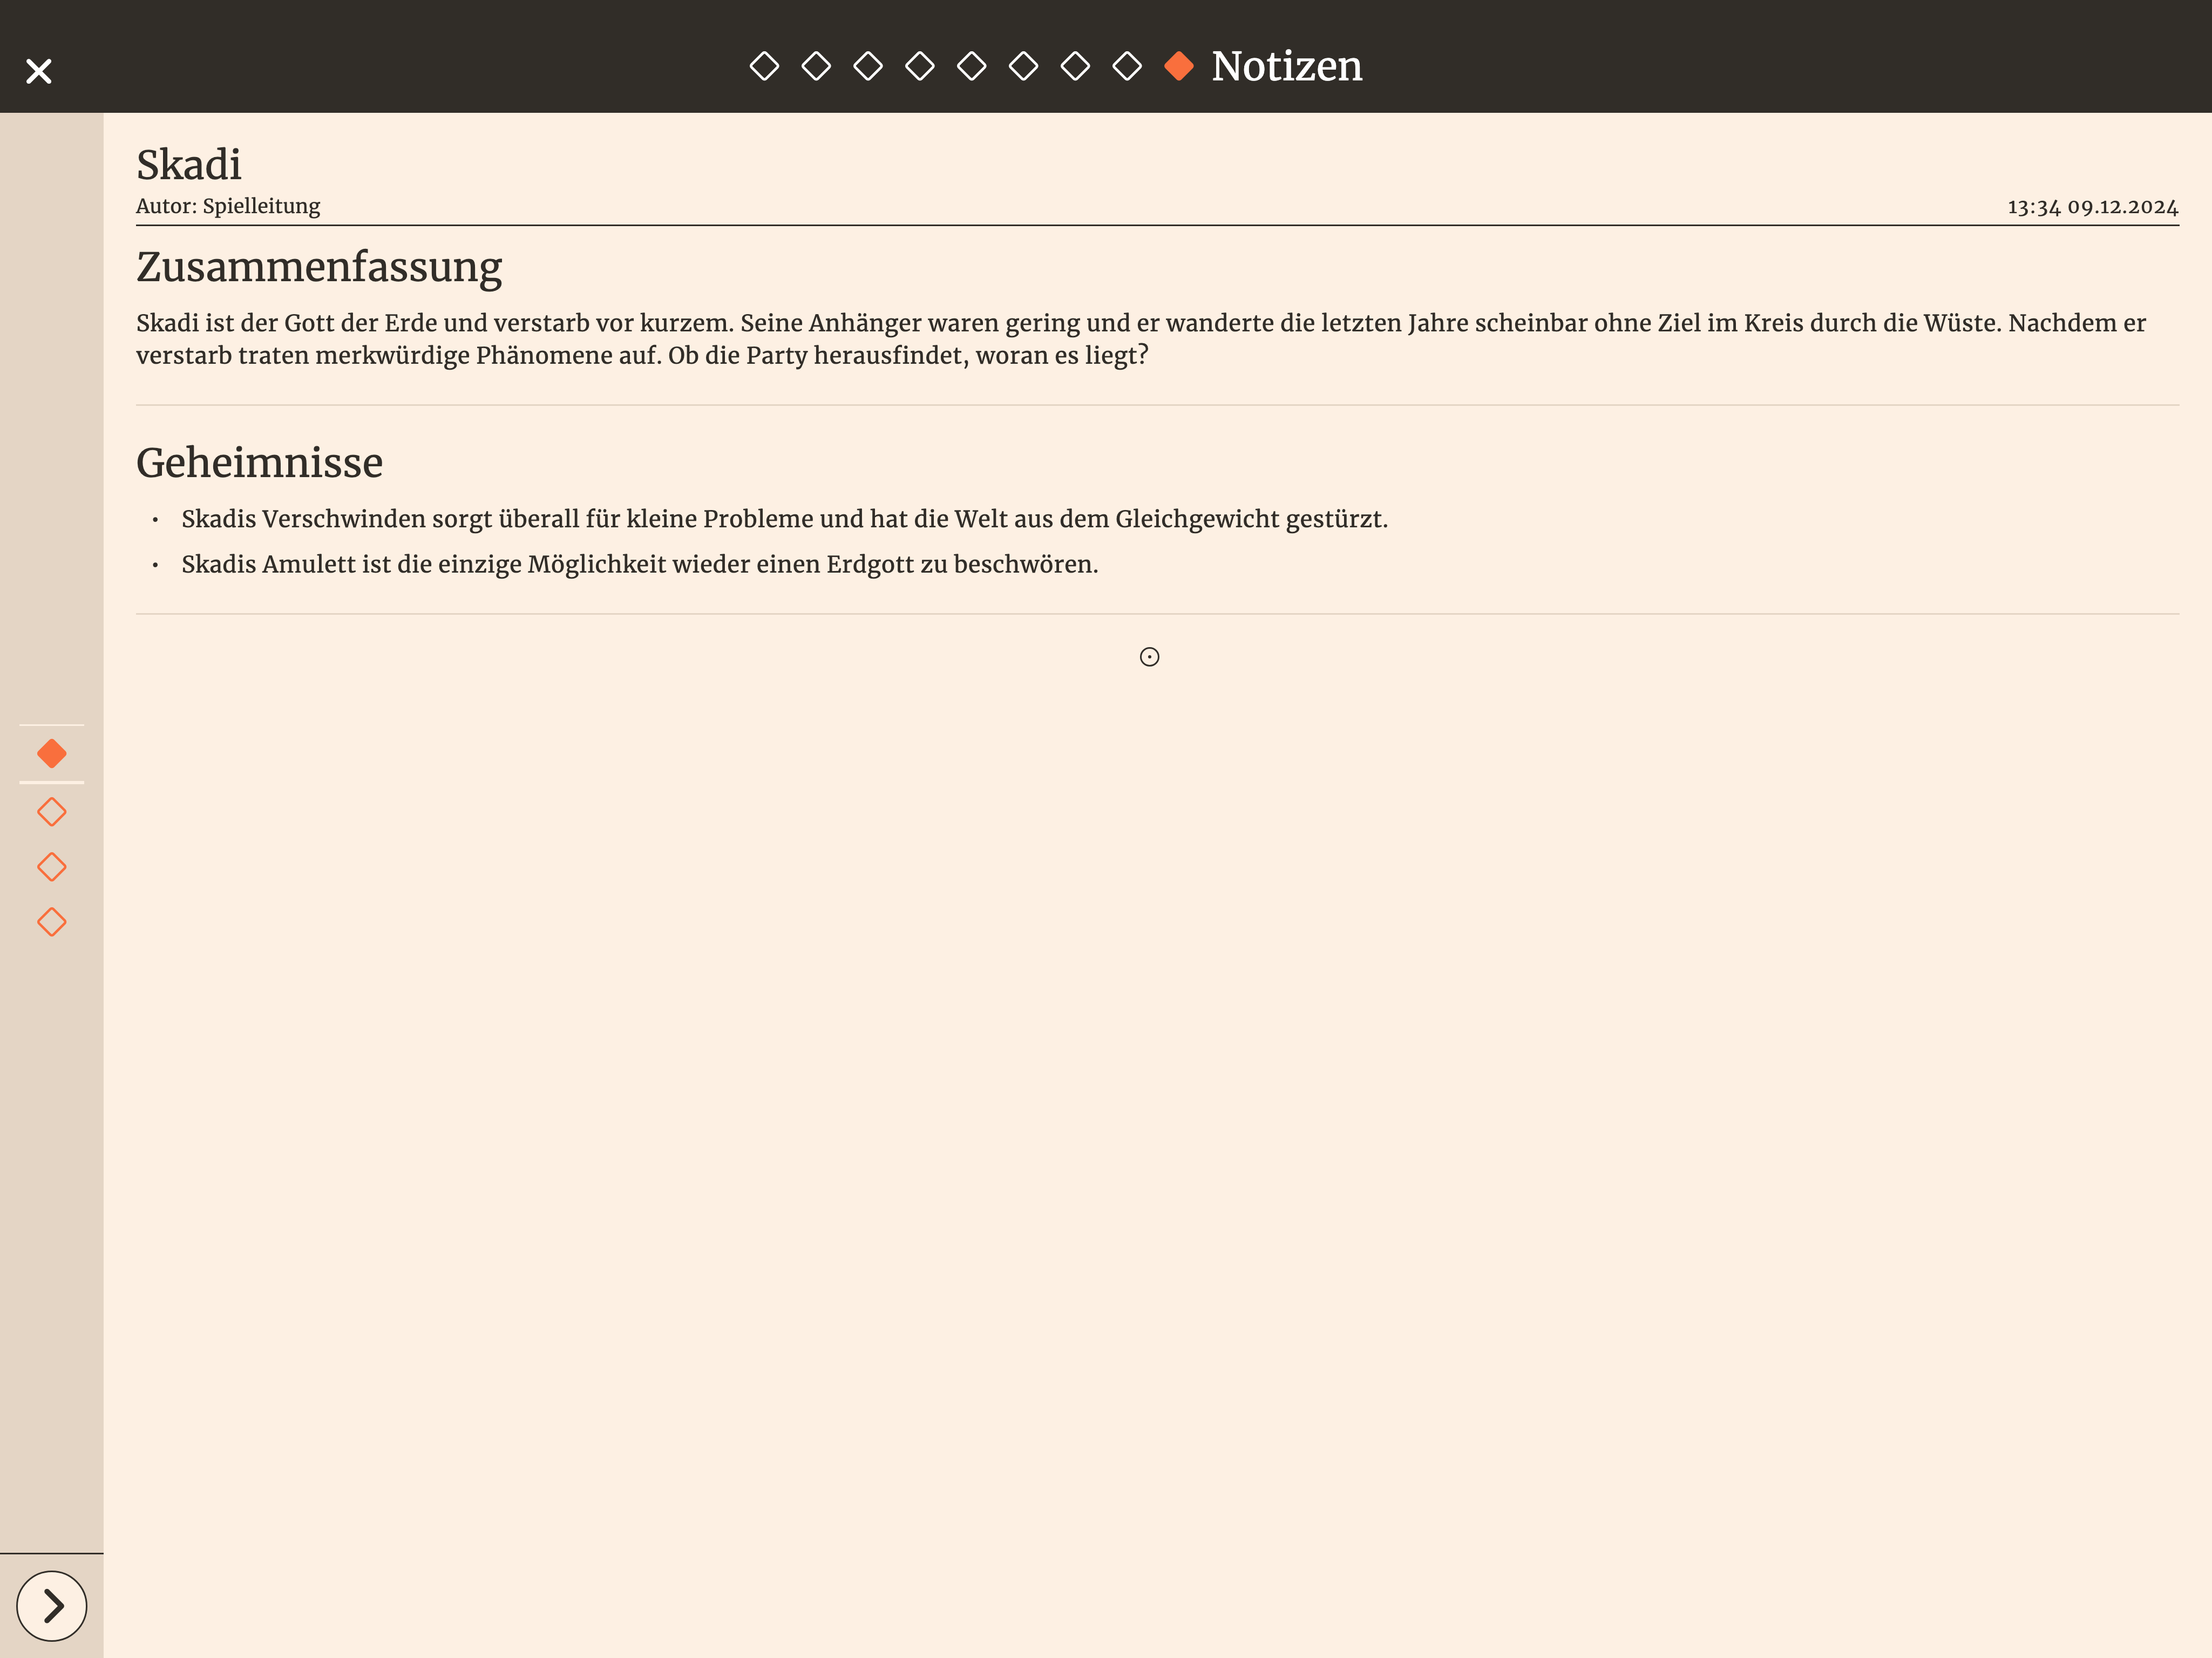 Notizen
Skadi
Autor: Spielleitung
13:34 09.12.2024
Zusammenfassung
Skadi ist der Gott der Erde und verstarb vor kurzem. Seine Anhänger waren gering und er wanderte die letzten Jahre scheinbar ohne Ziel im Kreis durch die Wüste. Nachdem er
verstarb traten merkwürdige Phänomene auf. Ob die Party herausfindet, woran es liegt?
Geheimnisse
• Skadis Verschwinden sorgt überall für kleine Probleme und hat die Welt aus dem Gleichgewicht gestürzt.
• Skadis Amulett ist die einzige Möglichkeit wieder einen Erdgott zu beschwören.